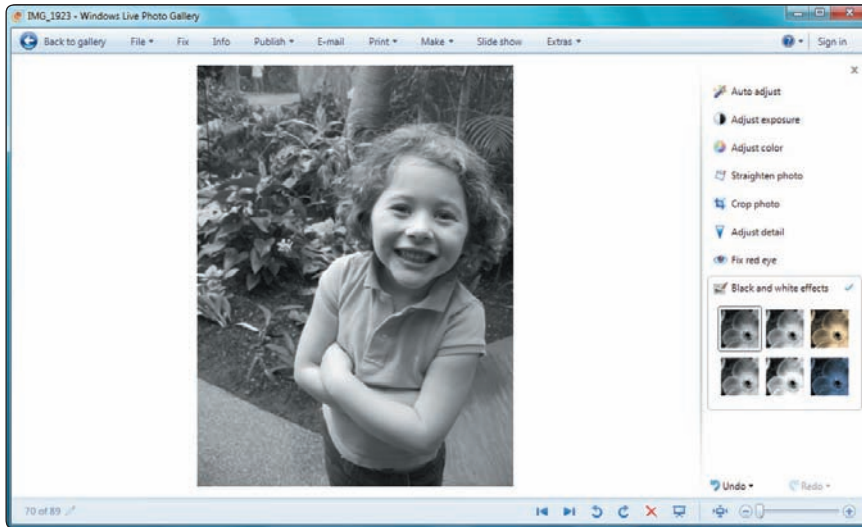 IMG_1923 - Windows Live Photo Gallery
Back to gallery File Fix Info Publish E-mail Print Make Slide show Extras ? Sign in
Auto adjust
Adjust exposure
Adjust color
Straighten photo
Crop photo
Adjust detail
Fix red eye
Black and white effects
Undo Redo
70 of 89